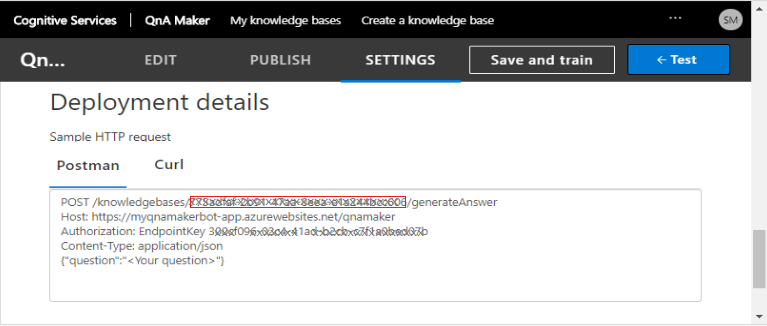 Cognitive Services | QnA Maker My knowledge bases Create a knowledge base ... SM
Qn... EDIT PUBLISH SETTINGS Save and train ← Test
Deployment details
Sample HTTP request
Postman Curl
POST /knowledgebases/ /generateAnswer
Host: https://myqnamakerbot-app.azurewebsites.net/qnamaker
Authorization: EndpointKey
Content-Type: application/json
{"question":"<Your question>"}